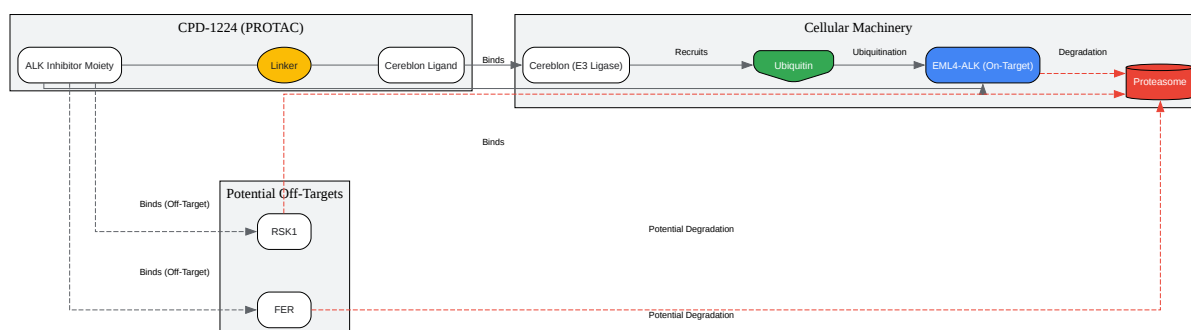 CPD-1224 (PROTAC)
Cellular Machinery
ALK Inhibitor Moiety
Linker
Cereblon Ligand
Binds
Cereblon (E3 Ligase)
Recruits
Ubiquitin
Ubiquitination
EML4-ALK (On-Target)
Degradation
Proteasome
Binds
Potential Off-Targets
Binds (Off-Target)
RSK1
Potential Degradation
Binds (Off-Target)
FER
Potential Degradation